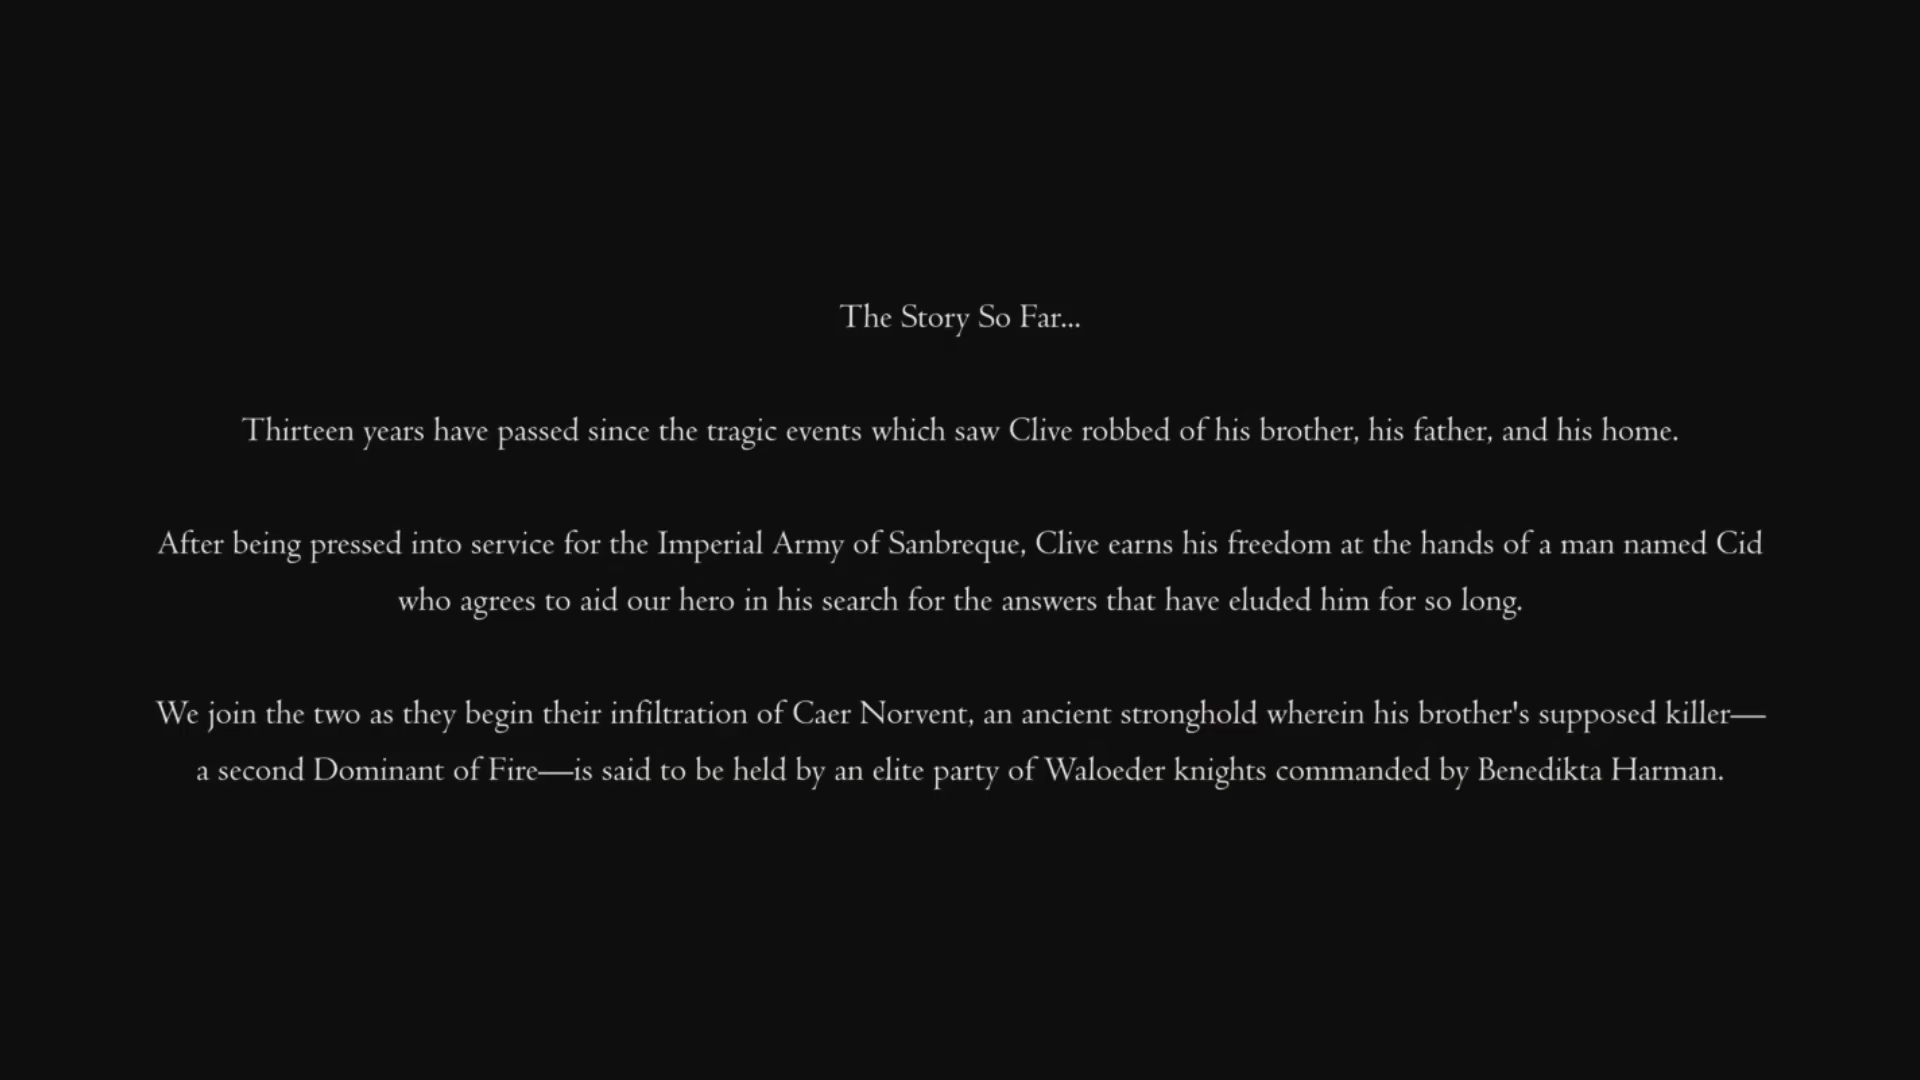 The Story So Far...
Thirteen years have passed since the tragic events which saw Clive robbed of his brother, his father, and his home.
After being pressed into service for the Imperial Army of Sanbreque, Clive earns his freedom at the hands of a man named Cid
who agrees to aid our hero in his search for the answers that have eluded him for so long.
We join the two as they begin their infiltration of Caer Norvent, an ancient stronghold wherein his brother's supposed killer—
a second Dominant of Fire—is said to be held by an elite party of Waloeder knights commanded by Benedikta Harman.